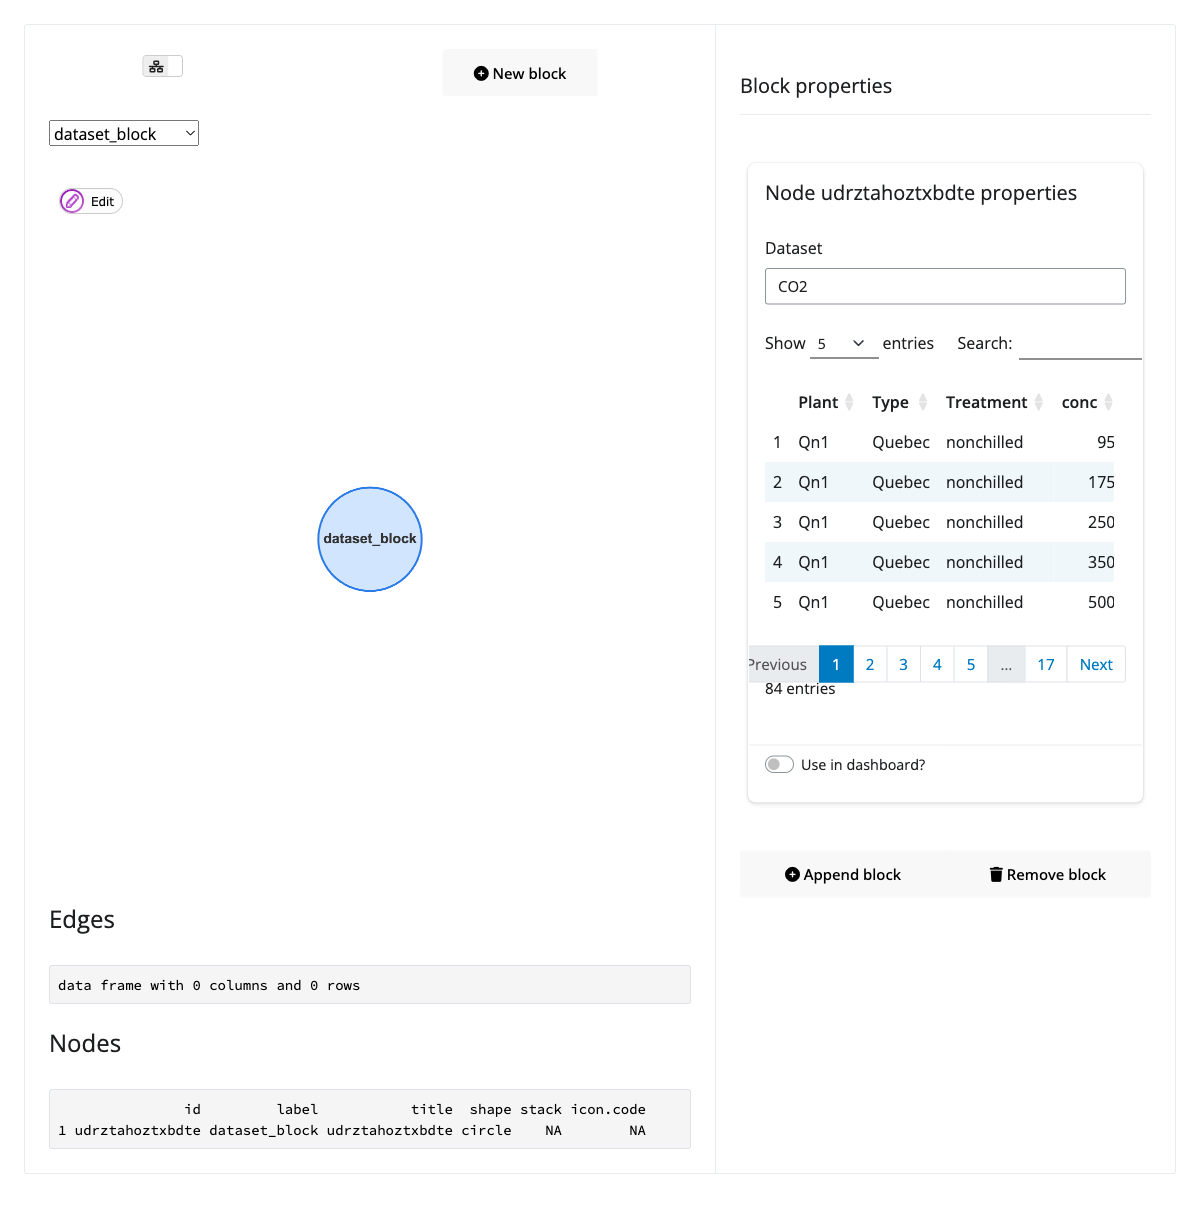 New block
dataset_block
Edit
dataset_block
Edges
data frame with 0 columns and 0 rows
Nodes
id label title shape stack icon.code
1 udrztahoztxbdte dataset_block udrztahoztxbdte circle NA NA
Block properties
Node udrztahoztxbdte properties
Dataset
CO2
Show 5 entries Search:
Plant Type Treatment conc
1 Qn1 Quebec nonchilled 95
2 Qn1 Quebec nonchilled 175
3 Qn1 Quebec nonchilled 250
4 Qn1 Quebec nonchilled 350
5 Qn1 Quebec nonchilled 500
Previous 1 2 3 4 5 ... 17 Next
84 entries
Use in dashboard?
Append block Remove block